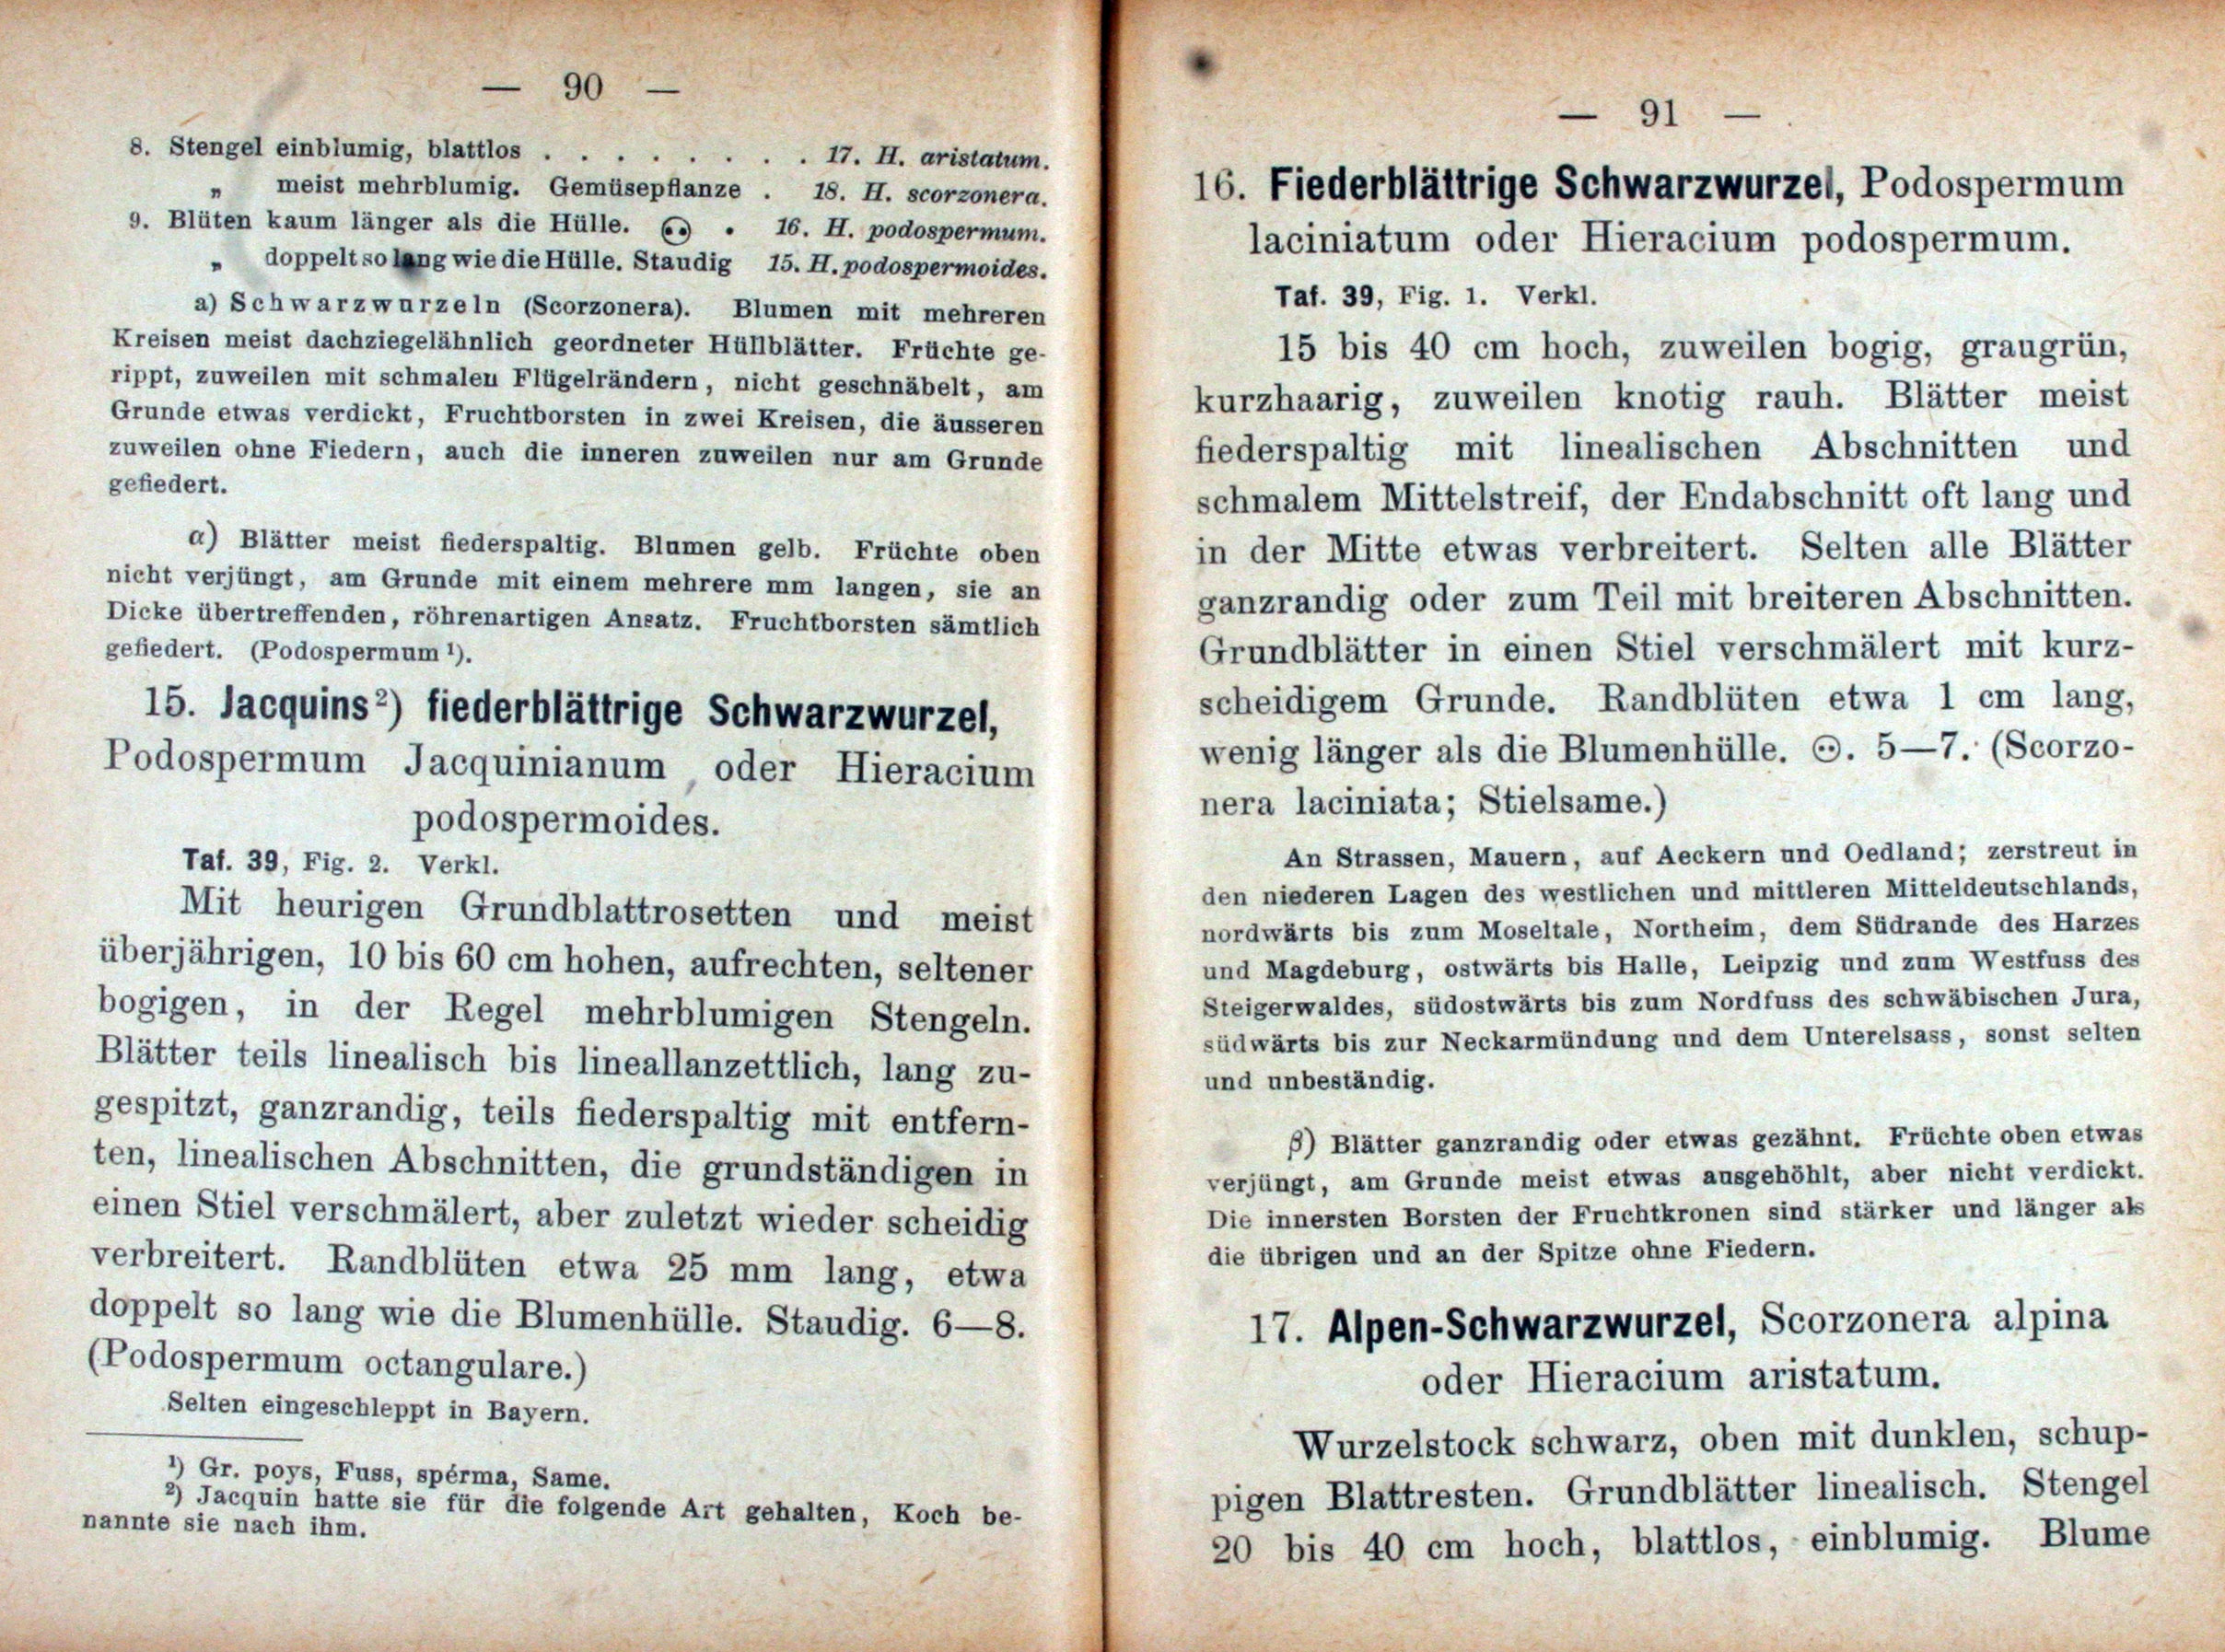 — 90 —
8. Stengel einblumig, blattlos . . . . . . . . 17. H. aristatum.
„ meist mehrblumig. Gemüsepflanze . 18. H. scorzonera.
9. Blüten kaum länger als die Hülle. ⊙ . 16. H. podospermum.
„ doppelt so lang wie die Hülle. Staudig 15. H. podospermoides.
a) Schwarzwurzeln (Scorzonera). Blumen mit mehreren
Kreisen meist dachziegelähnlich geordneter Hüllblätter. Früchte ge-
rippt, zuweilen mit schmalen Flügelrändern, nicht geschnäbelt, am
Grunde etwas verdickt, Fruchtborsten in zwei Kreisen, die äusseren
zuweilen ohne Fiedern, auch die inneren zuweilen nur am Grunde
gefiedert.
α) Blätter meist fiederspaltig. Blumen gelb. Früchte oben
nicht verjüngt, am Grunde mit einem mehrere mm langen, sie an
Dicke übertreffenden, röhrenartigen Ansatz. Fruchtborsten sämtlich
gefiedert. (Podospermum ¹).
15. Jacquins²) fiederblättrige Schwarzwurzel,
Podospermum Jacquinianum oder Hieracium
podospermoides.
Taf. 39, Fig. 2. Verkl.
Mit heurigen Grundblattrosetten und meist
überjährigen, 10 bis 60 cm hohen, aufrechten, seltener
bogigen, in der Regel mehrblumigen Stengeln.
Blätter teils linealisch bis lineallanzettlich, lang zu-
gespitzt, ganzrandig, teils fiederspaltig mit entfern-
ten, linealischen Abschnitten, die grundständigen in
einen Stiel verschmälert, aber zuletzt wieder scheidig
verbreitert. Randblüten etwa 25 mm lang, etwa
doppelt so lang wie die Blumenhülle. Staudig. 6—8.
(Podospermum octangulare.)
Selten eingeschleppt in Bayern.
¹) Gr. poys, Fuss, spérma, Same.
²) Jacquin hatte sie für die folgende Art gehalten, Koch be-
nannte sie nach ihm.
— 91 —
16. Fiederblättrige Schwarzwurzel, Podospermum
laciniatum oder Hieracium podospermum.
Taf. 39, Fig. 1. Verkl.
15 bis 40 cm hoch, zuweilen bogig, graugrün,
kurzhaarig, zuweilen knotig rauh. Blätter meist
fiederspaltig mit linealischen Abschnitten und
schmalem Mittelstreif, der Endabschnitt oft lang und
in der Mitte etwas verbreitert. Selten alle Blätter
ganzrandig oder zum Teil mit breiteren Abschnitten.
Grundblätter in einen Stiel verschmälert mit kurz-
scheidigem Grunde. Randblüten etwa 1 cm lang,
wenig länger als die Blumenhülle. ⊙. 5—7. (Scorzo-
nera laciniata; Stielsame.)
An Strassen, Mauern, auf Aeckern und Oedland; zerstreut in
den niederen Lagen des westlichen und mittleren Mitteldeutschlands,
nordwärts bis zum Moseltale, Northeim, dem Südrande des Harzes
und Magdeburg, ostwärts bis Halle, Leipzig und zum Westfuss des
Steigerwaldes, südostwärts bis zum Nordfuss des schwäbischen Jura,
südwärts bis zur Neckarmündung und dem Unterelsass, sonst selten
und unbeständig.
β) Blätter ganzrandig oder etwas gezähnt. Früchte oben etwas
verjüngt, am Grunde meist etwas ausgehöhlt, aber nicht verdickt.
Die innersten Borsten der Fruchtkronen sind stärker und länger als
die übrigen und an der Spitze ohne Fiedern.
17. Alpen-Schwarzwurzel, Scorzonera alpina
oder Hieracium aristatum.
Wurzelstock schwarz, oben mit dunklen, schup-
pigen Blattresten. Grundblätter linealisch. Stengel
20 bis 40 cm hoch, blattlos, einblumig. Blume